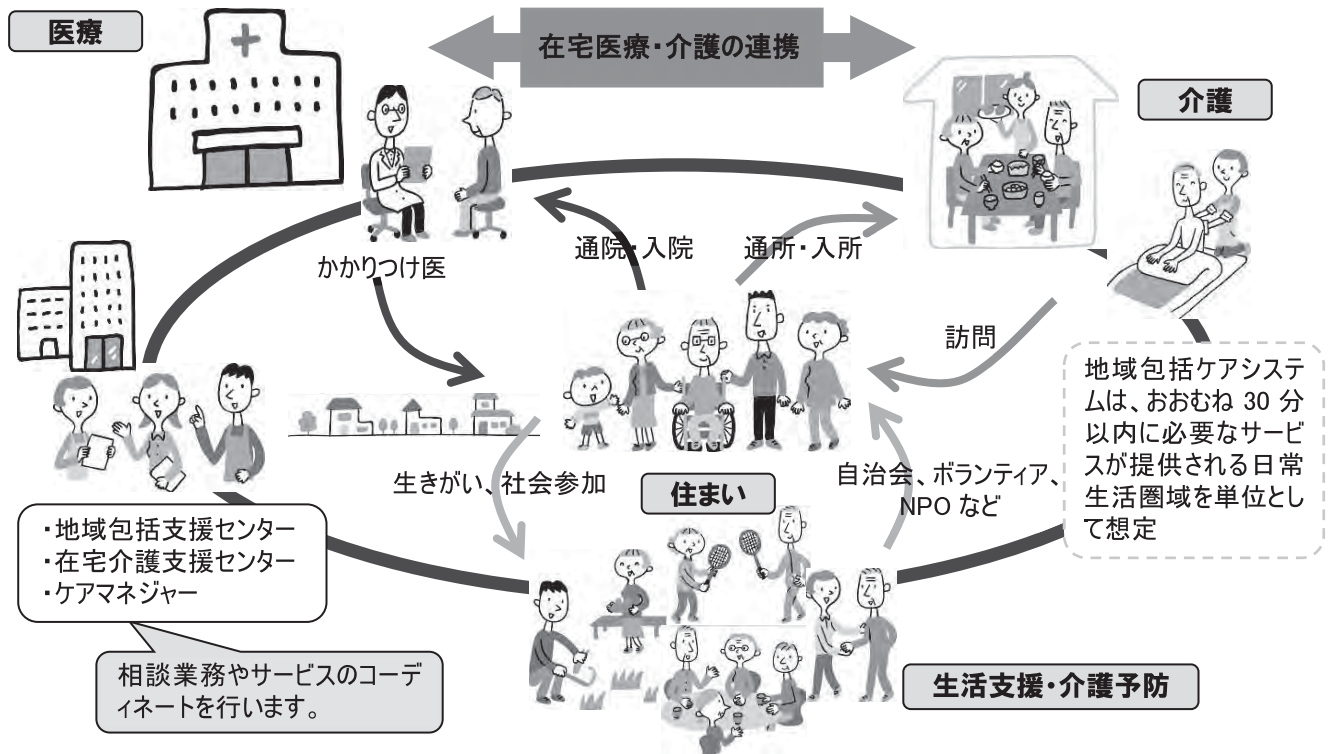 医療
在宅医療・介護の連携
介護
通院・入院
通所・入所
かかりつけ医
訪問
地域包括ケアシステ
ムは、おおむね 30 分
以内に必要なサービ
スが提供される日常
生活圏域を単位とし
て想定
生きがい、社会参加
住まい
自治会、ボランティア、
NPO など
・地域包括支援センター
・在宅介護支援センター
・ケアマネジャー
相談業務やサービスのコーデ
ィネートを行います。
生活支援・介護予防